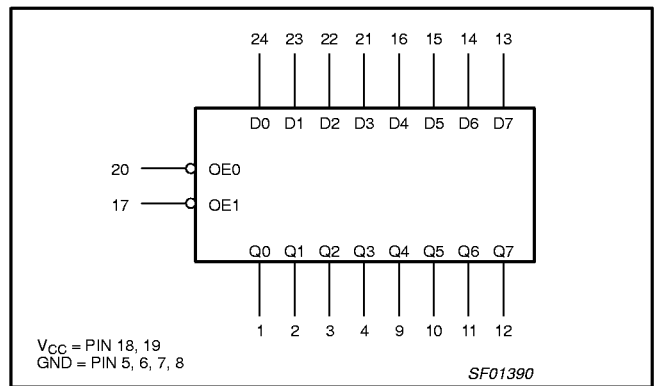 24 23 22 21 16 15 14 13
D0 D1 D2 D3 D4 D5 D6 D7
20 OE0
17 OE1
Q0 Q1 Q2 Q3 Q4 Q5 Q6 Q7
1 2 3 4 9 10 11 12
VCC = PIN 18, 19
GND = PIN 5, 6, 7, 8
SF01390